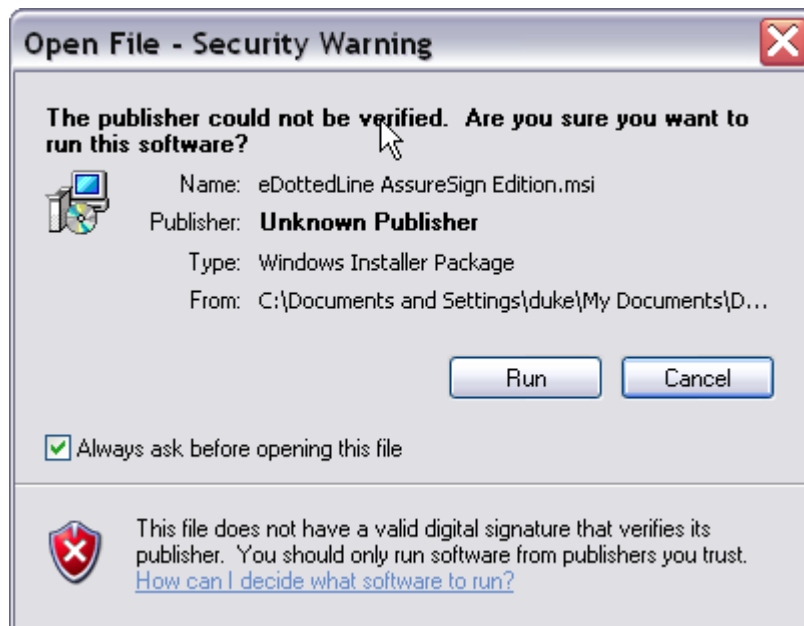 Open File - Security Warning
The publisher could not be verified. Are you sure you want to
run this software?
Name: eDottedLine AssureSign Edition.msi
Publisher: Unknown Publisher
Type: Windows Installer Package
From: C:\Documents and Settings\duke\My Documents\D...
Run Cancel
Always ask before opening this file
This file does not have a valid digital signature that verifies its
publisher. You should only run software from publishers you trust.
How can I decide what software to run?